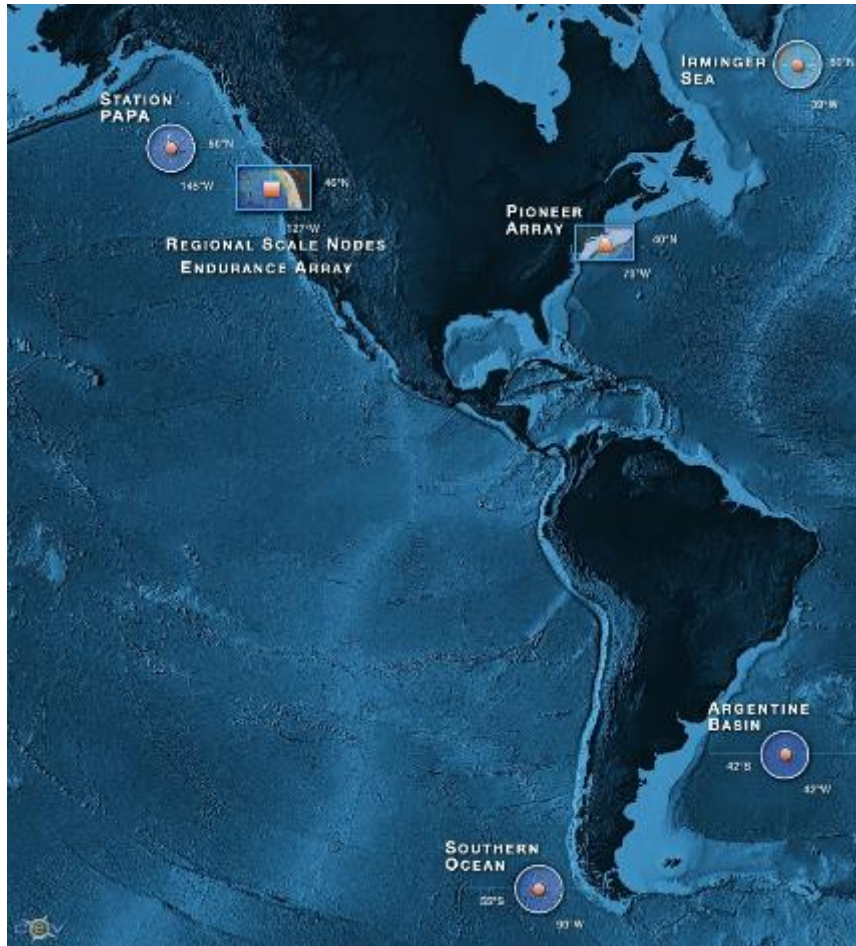 IRMINGER
SEA
39°W
STATION
PAPA
50°N
145°W
46°N
127°W
REGIONAL SCALE NODES
ENDURANCE ARRAY
PIONEER
ARRAY
40°N
70°W
ARGENTINE
BASIN
42°S
42°W
SOUTHERN
OCEAN
55°S
90°W